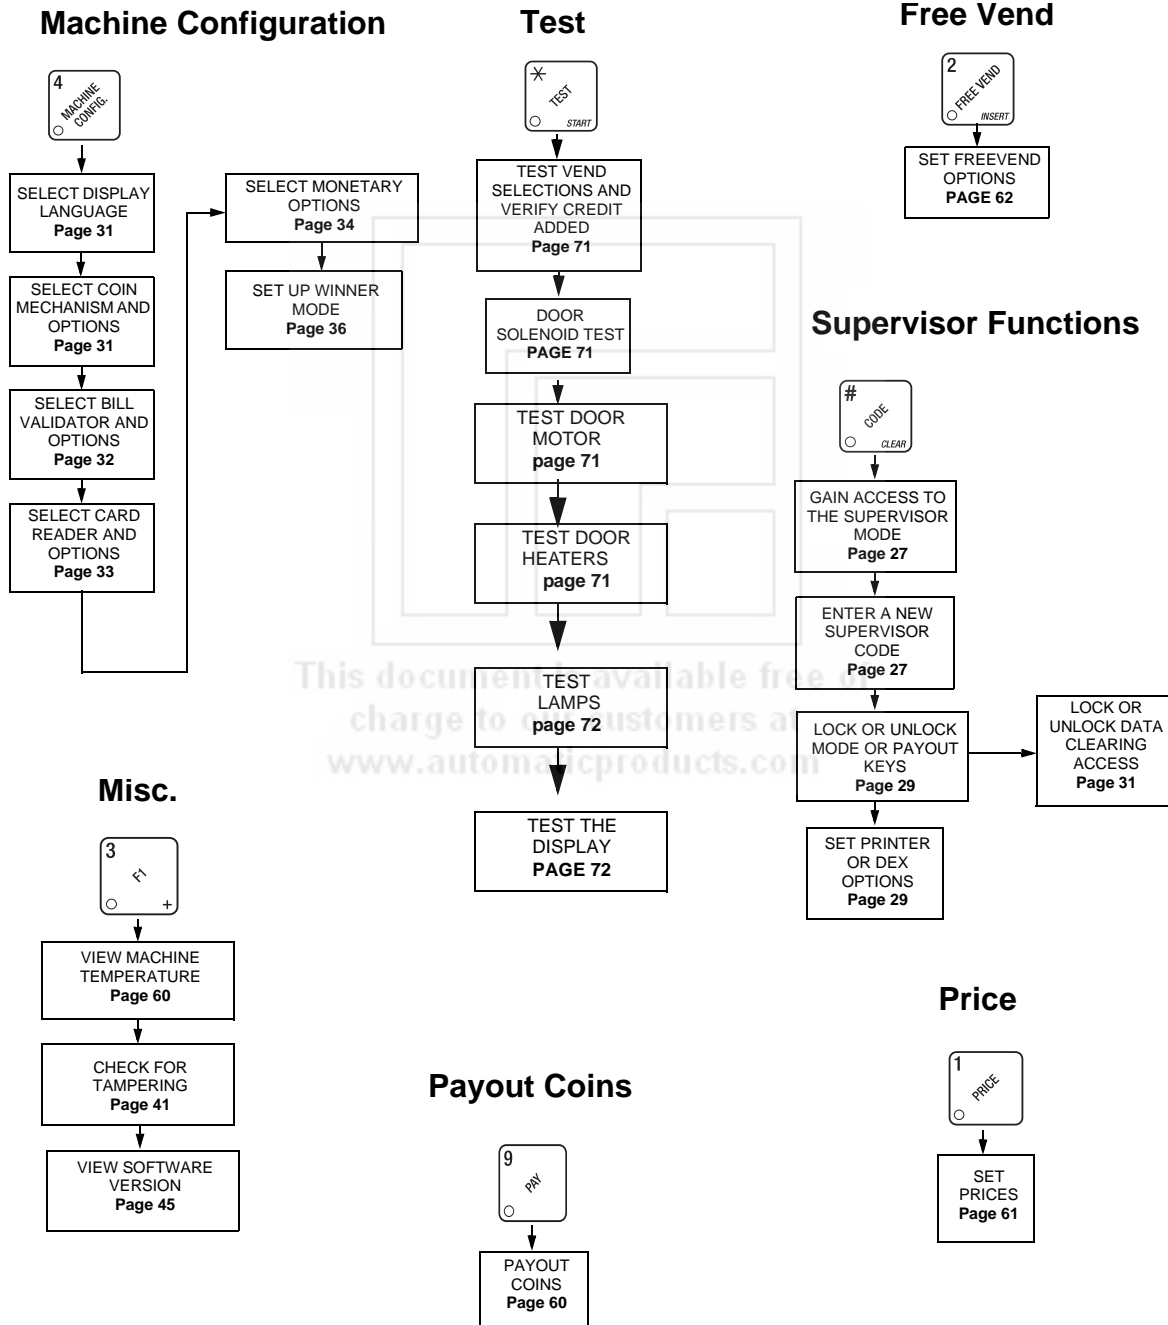 Machine Configuration
4
MACHINE
CONFIG.
SELECT DISPLAY
LANGUAGE
Page 31
SELECT COIN
MECHANISM AND
OPTIONS
Page 31
SELECT BILL
VALIDATOR AND
OPTIONS
Page 32
SELECT CARD
READER AND
OPTIONS
Page 33
SELECT MONETARY
OPTIONS
Page 34
SET UP WINNER
MODE
Page 36
Test
*
TEST
START
TEST VEND
SELECTIONS AND
VERIFY CREDIT
ADDED
Page 71
DOOR
SOLENOID TEST
PAGE 71
TEST DOOR
MOTOR
page 71
TEST DOOR
HEATERS
page 71
TEST
LAMPS
page 72
TEST THE
DISPLAY
PAGE 72
Free Vend
2
FREE VEND
INSERT
SET FREEVEND
OPTIONS
PAGE 62
Supervisor Functions
#
CODE
CLEAR
GAIN ACCESS TO
THE SUPERVISOR
MODE
Page 27
ENTER A NEW
SUPERVISOR
CODE
Page 27
LOCK OR UNLOCK
MODE OR PAYOUT
KEYS
Page 29
LOCK OR
UNLOCK DATA
CLEARING
ACCESS
Page 31
SET PRINTER
OR DEX
OPTIONS
Page 29
This document is available free of
charge to our customers at
www.automaticproducts.com
Misc.
3
F1
+
VIEW MACHINE
TEMPERATURE
Page 60
CHECK FOR
TAMPERING
Page 41
VIEW SOFTWARE
VERSION
Page 45
Payout Coins
9
PAY
PAYOUT
COINS
Page 60
Price
1
PRICE
SET
PRICES
Page 61